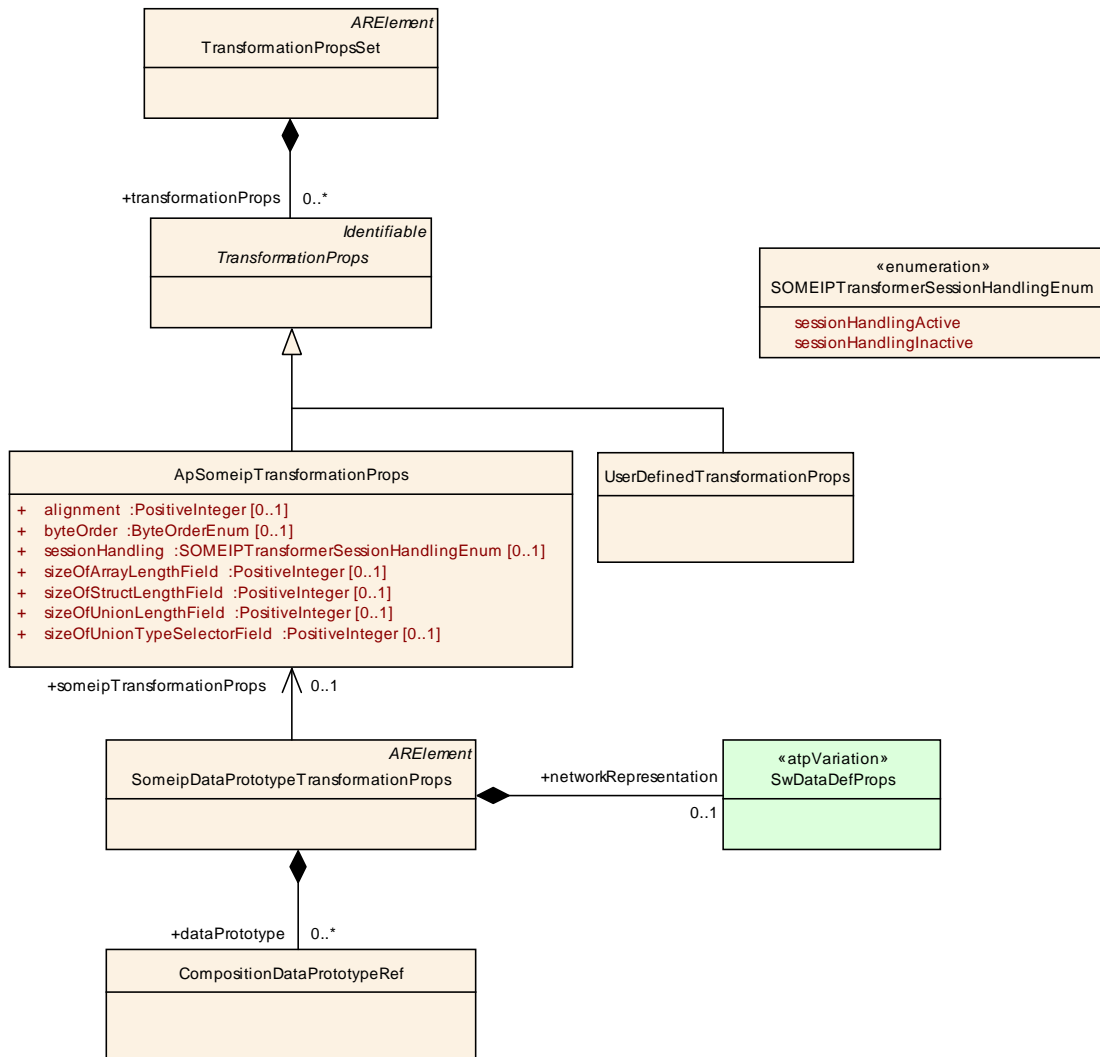 ARElement
TransformationPropsSet
+transformationProps 0..*
Identifiable
TransformationProps
«enumeration»
SOMEIPTransformerSessionHandlingEnum
sessionHandlingActive
sessionHandlingInactive
ApSomeipTransformationProps
+ alignment :PositiveInteger [0..1]
+ byteOrder :ByteOrderEnum [0..1]
+ sessionHandling :SOMEIPTransformerSessionHandlingEnum [0..1]
+ sizeOfArrayLengthField :PositiveInteger [0..1]
+ sizeOfStructLengthField :PositiveInteger [0..1]
+ sizeOfUnionLengthField :PositiveInteger [0..1]
+ sizeOfUnionTypeSelectorField :PositiveInteger [0..1]
UserDefinedTransformationProps
+someipTransformationProps 0..1
ARElement
SomeipDataPrototypeTransformationProps
+networkRepresentation
0..1
«atpVariation»
SwDataDefProps
+dataPrototype 0..*
CompositionDataPrototypeRef